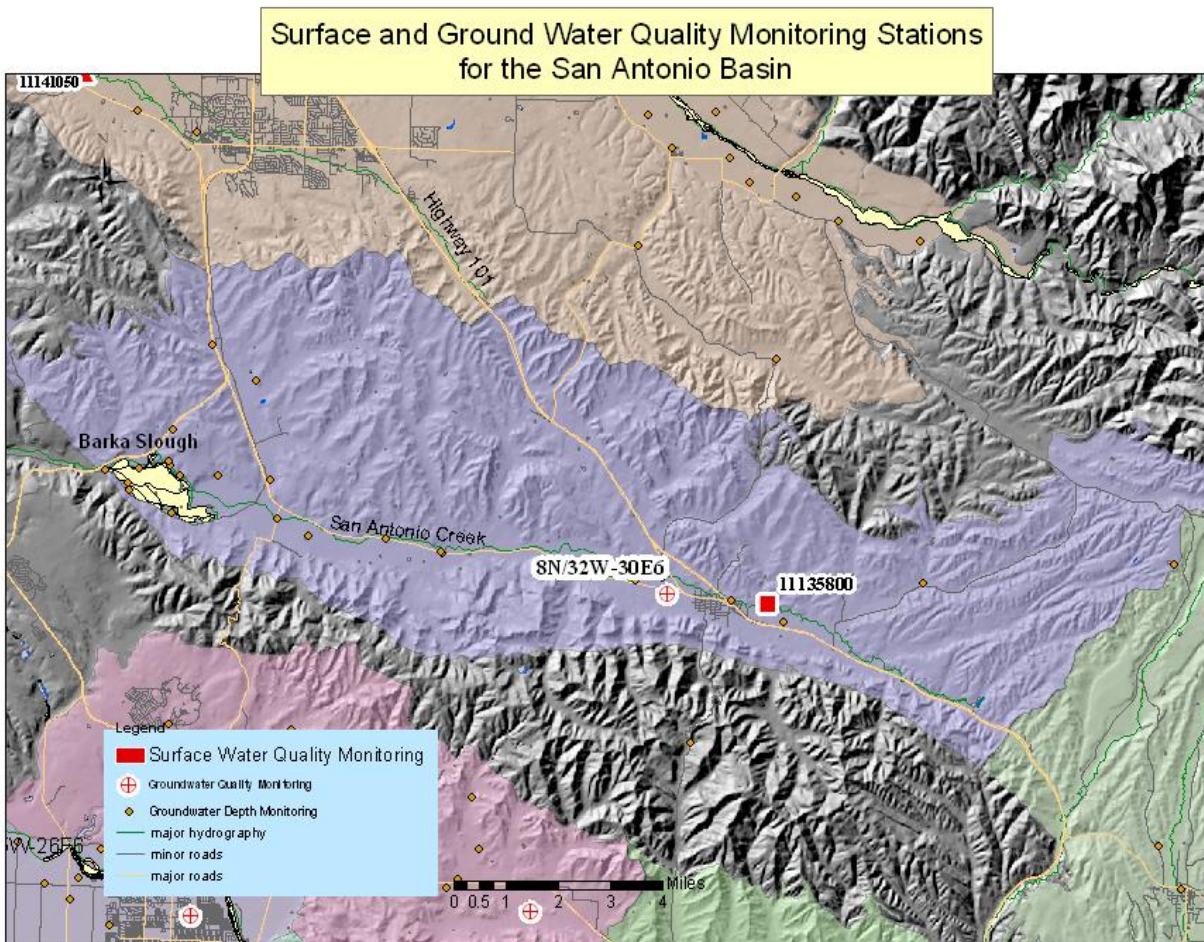 Surface and Ground Water Quality Monitoring Stations
for the San Antonio Basin
11141050
Highway 101
Barka Slough
San Antonio Creek
8N/32W-30E6
11135800
Legend
Surface Water Quality Monitoring
Groundwater Quality Monitoring
Groundwater Depth Monitoring
major hydrography
minor roads
major roads
Miles
0 0.5 1 2 3 4